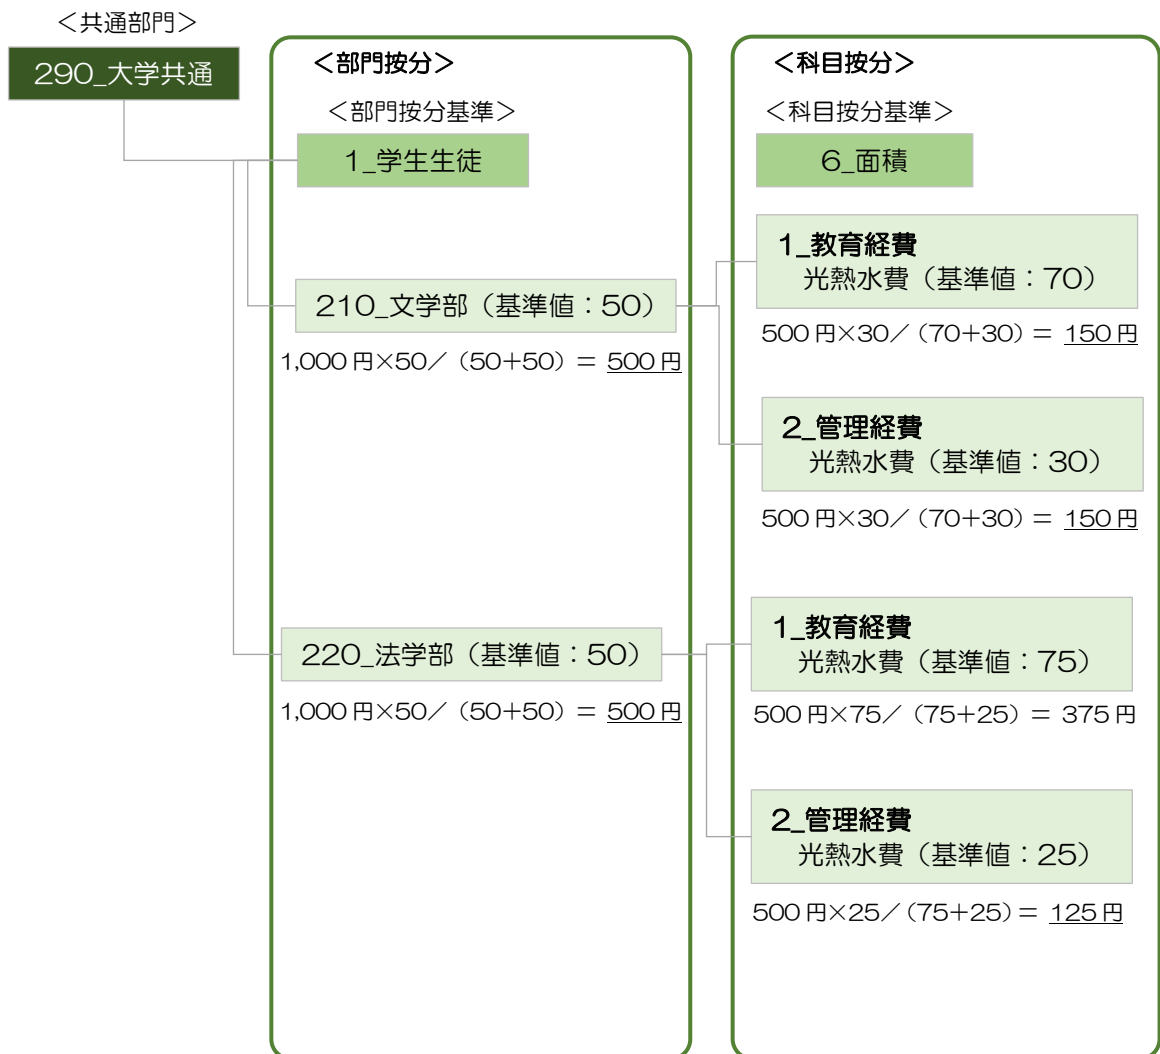 ＜共通部門＞
290_大学共通
＜部門按分＞
＜部門按分基準＞
1_学生生徒
210_文学部（基準値：50）
1,000円×50／（50+50）＝ 500円
220_法学部（基準値：50）
1,000円×50／（50+50）＝ 500円
＜科目按分＞
＜科目按分基準＞
6_面積
1_教育経費
光熱水費（基準値：70）
500円×30／（70+30）＝ 150円
2_管理経費
光熱水費（基準値：30）
500円×30／（70+30）＝ 150円
1_教育経費
光熱水費（基準値：75）
500円×75／（75+25）＝ 375円
2_管理経費
光熱水費（基準値：25）
500円×25／（75+25）＝ 125円